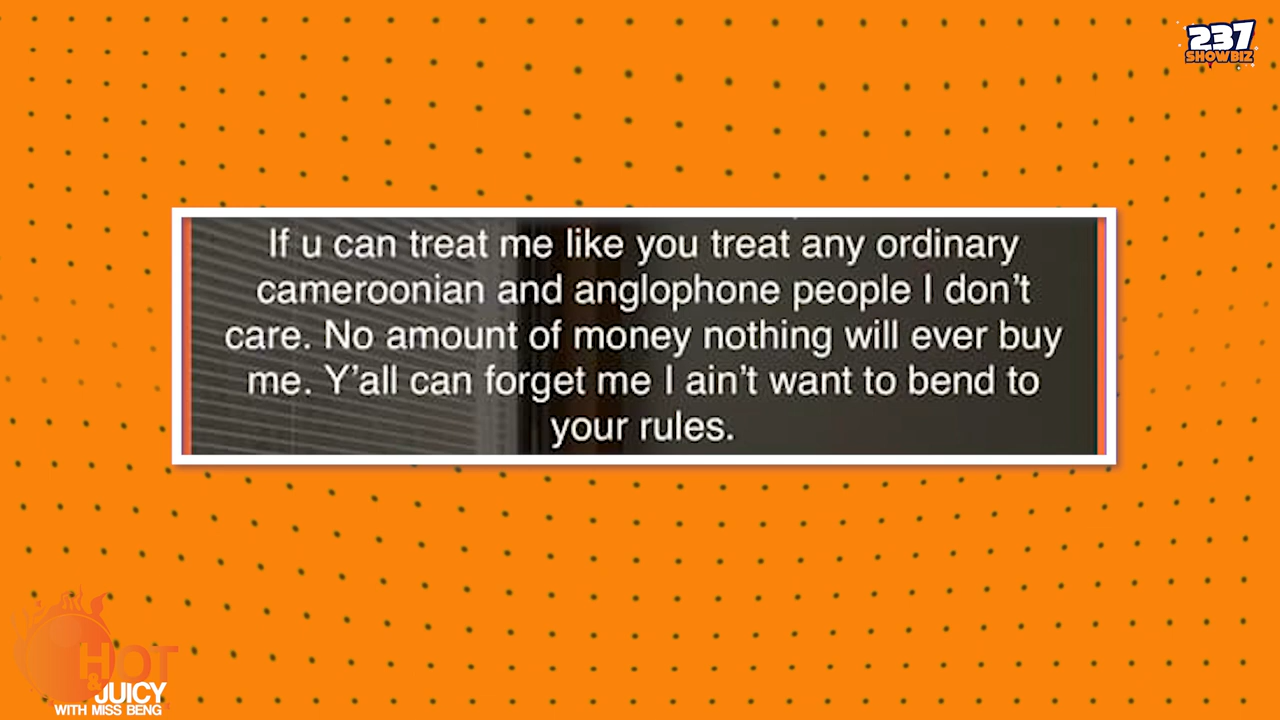 237
SHOWBIZ
If u can treat me like you treat any ordinary
cameroonian and anglophone people I don't
care. No amount of money nothing will ever buy
me. Y'all can forget me I ain't want to bend to
your rules.
HOT
&
JUICY
WITH MISS BENG